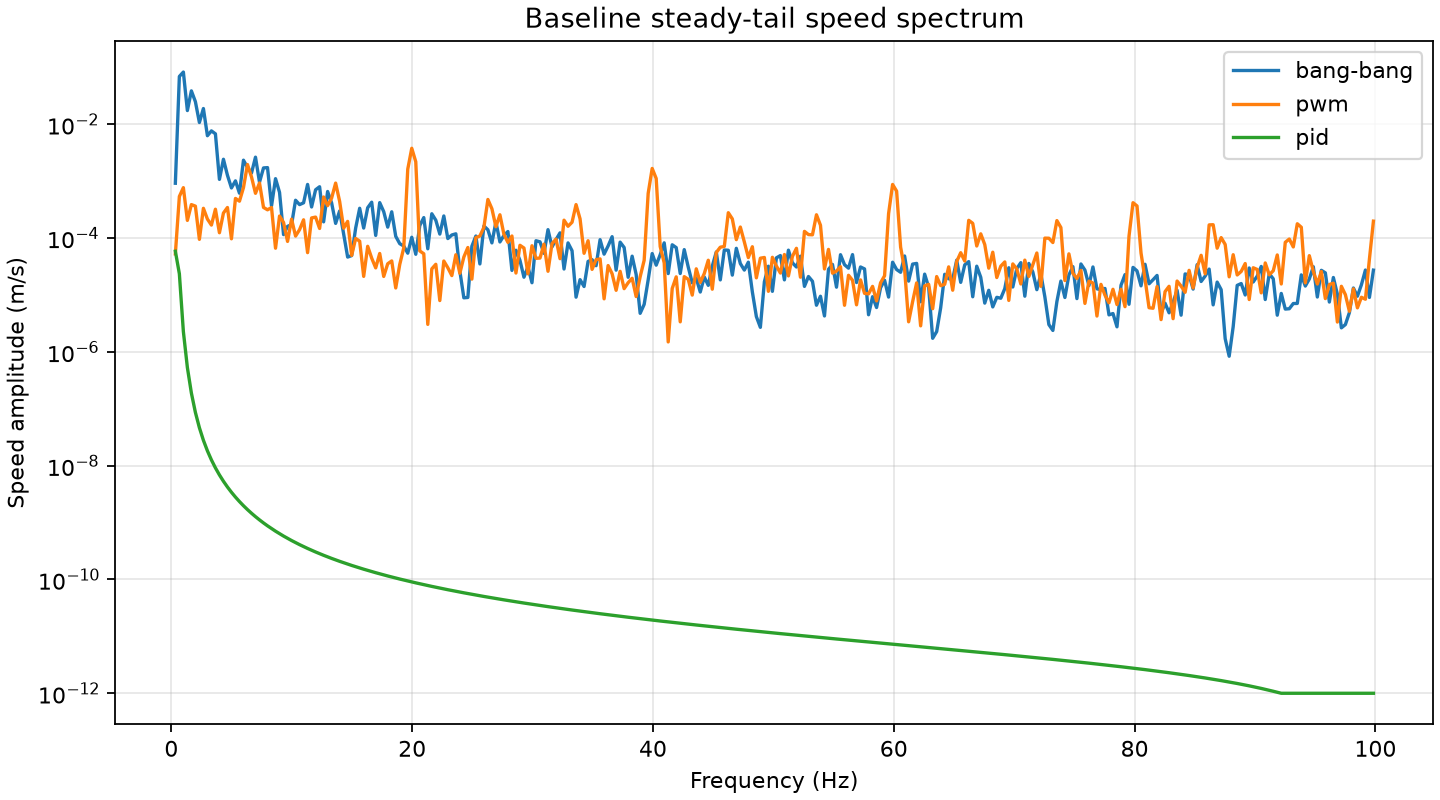 Baseline steady-tail speed spectrum
bang-bang
pwm
pid
Speed amplitude (m/s)
10⁻²
10⁻⁴
10⁻⁶
10⁻⁸
10⁻¹⁰
10⁻¹²
0 20 40 60 80 100
Frequency (Hz)